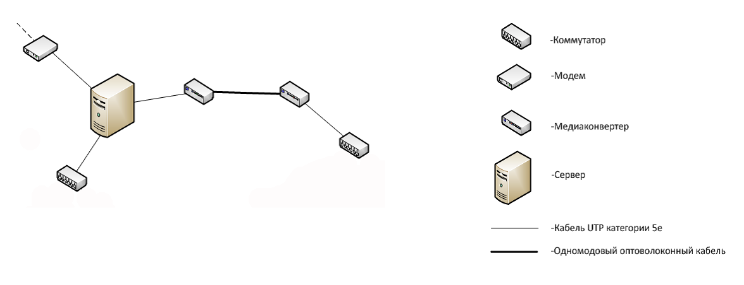 -Коммутатор
-Модем
-Медиаконвертер
-Сервер
-Кабель UTP категории 5е
-Одномодовый оптоволоконный кабель